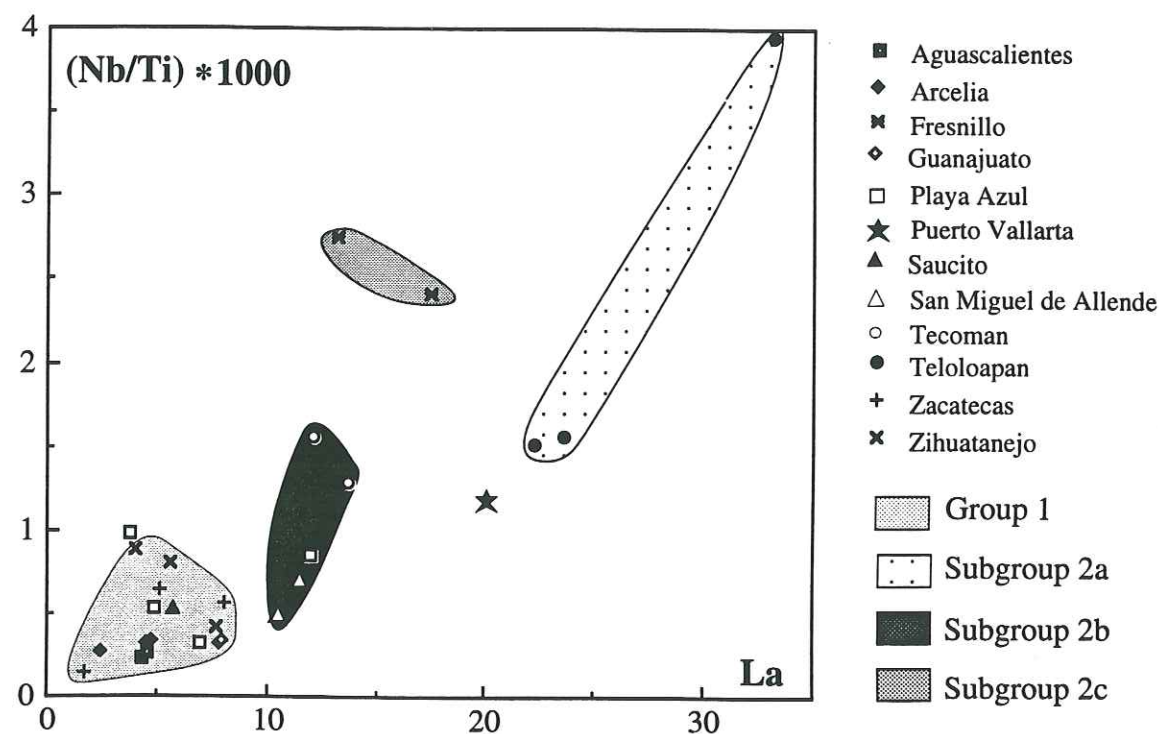 4
(Nb/Ti) *1000
3
2
1
0
La
0
10
20
30
Aguascalientes
Arcelia
Fresnillo
Guanajuato
Playa Azul
Puerto Vallarta
Saucito
San Miguel de Allende
Tecoman
Teloloapan
Zacatecas
Zihuatanejo
Group 1
Subgroup 2a
Subgroup 2b
Subgroup 2c